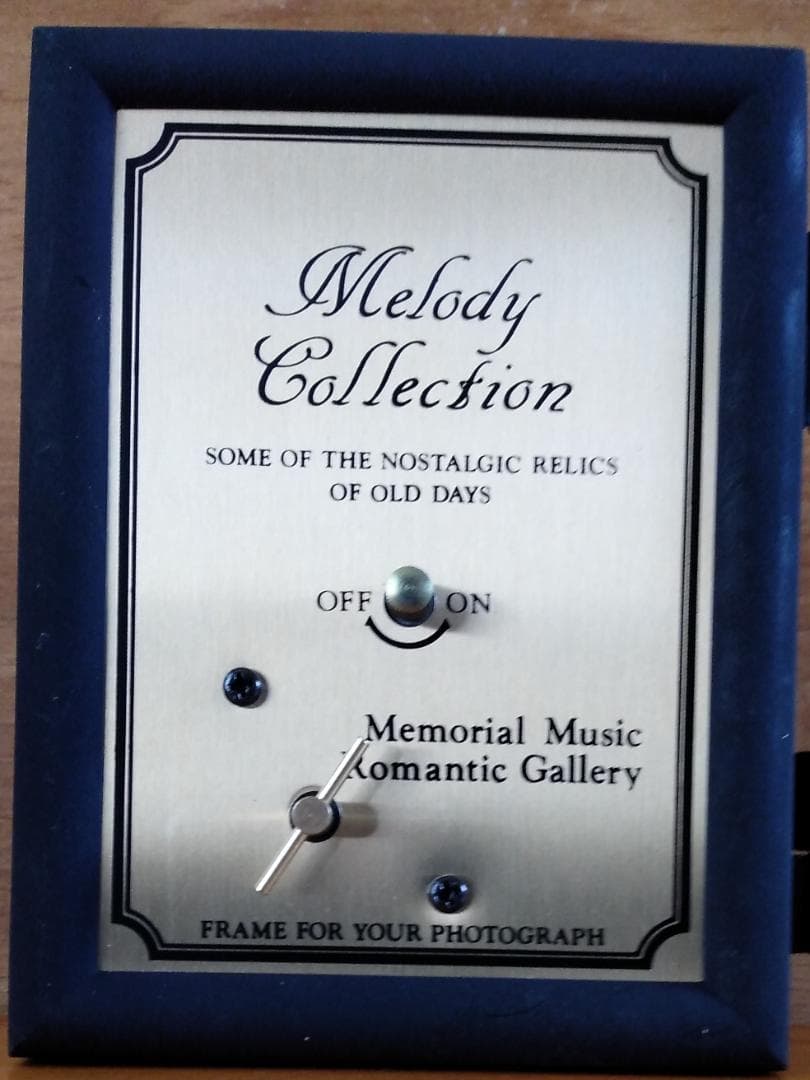 Melody
Collection
SOME OF THE NOSTALGIC RELICS
OF OLD DAYS
OFF ON
Memorial Music
Romantic Gallery
FRAME FOR YOUR PHOTOGRAPH